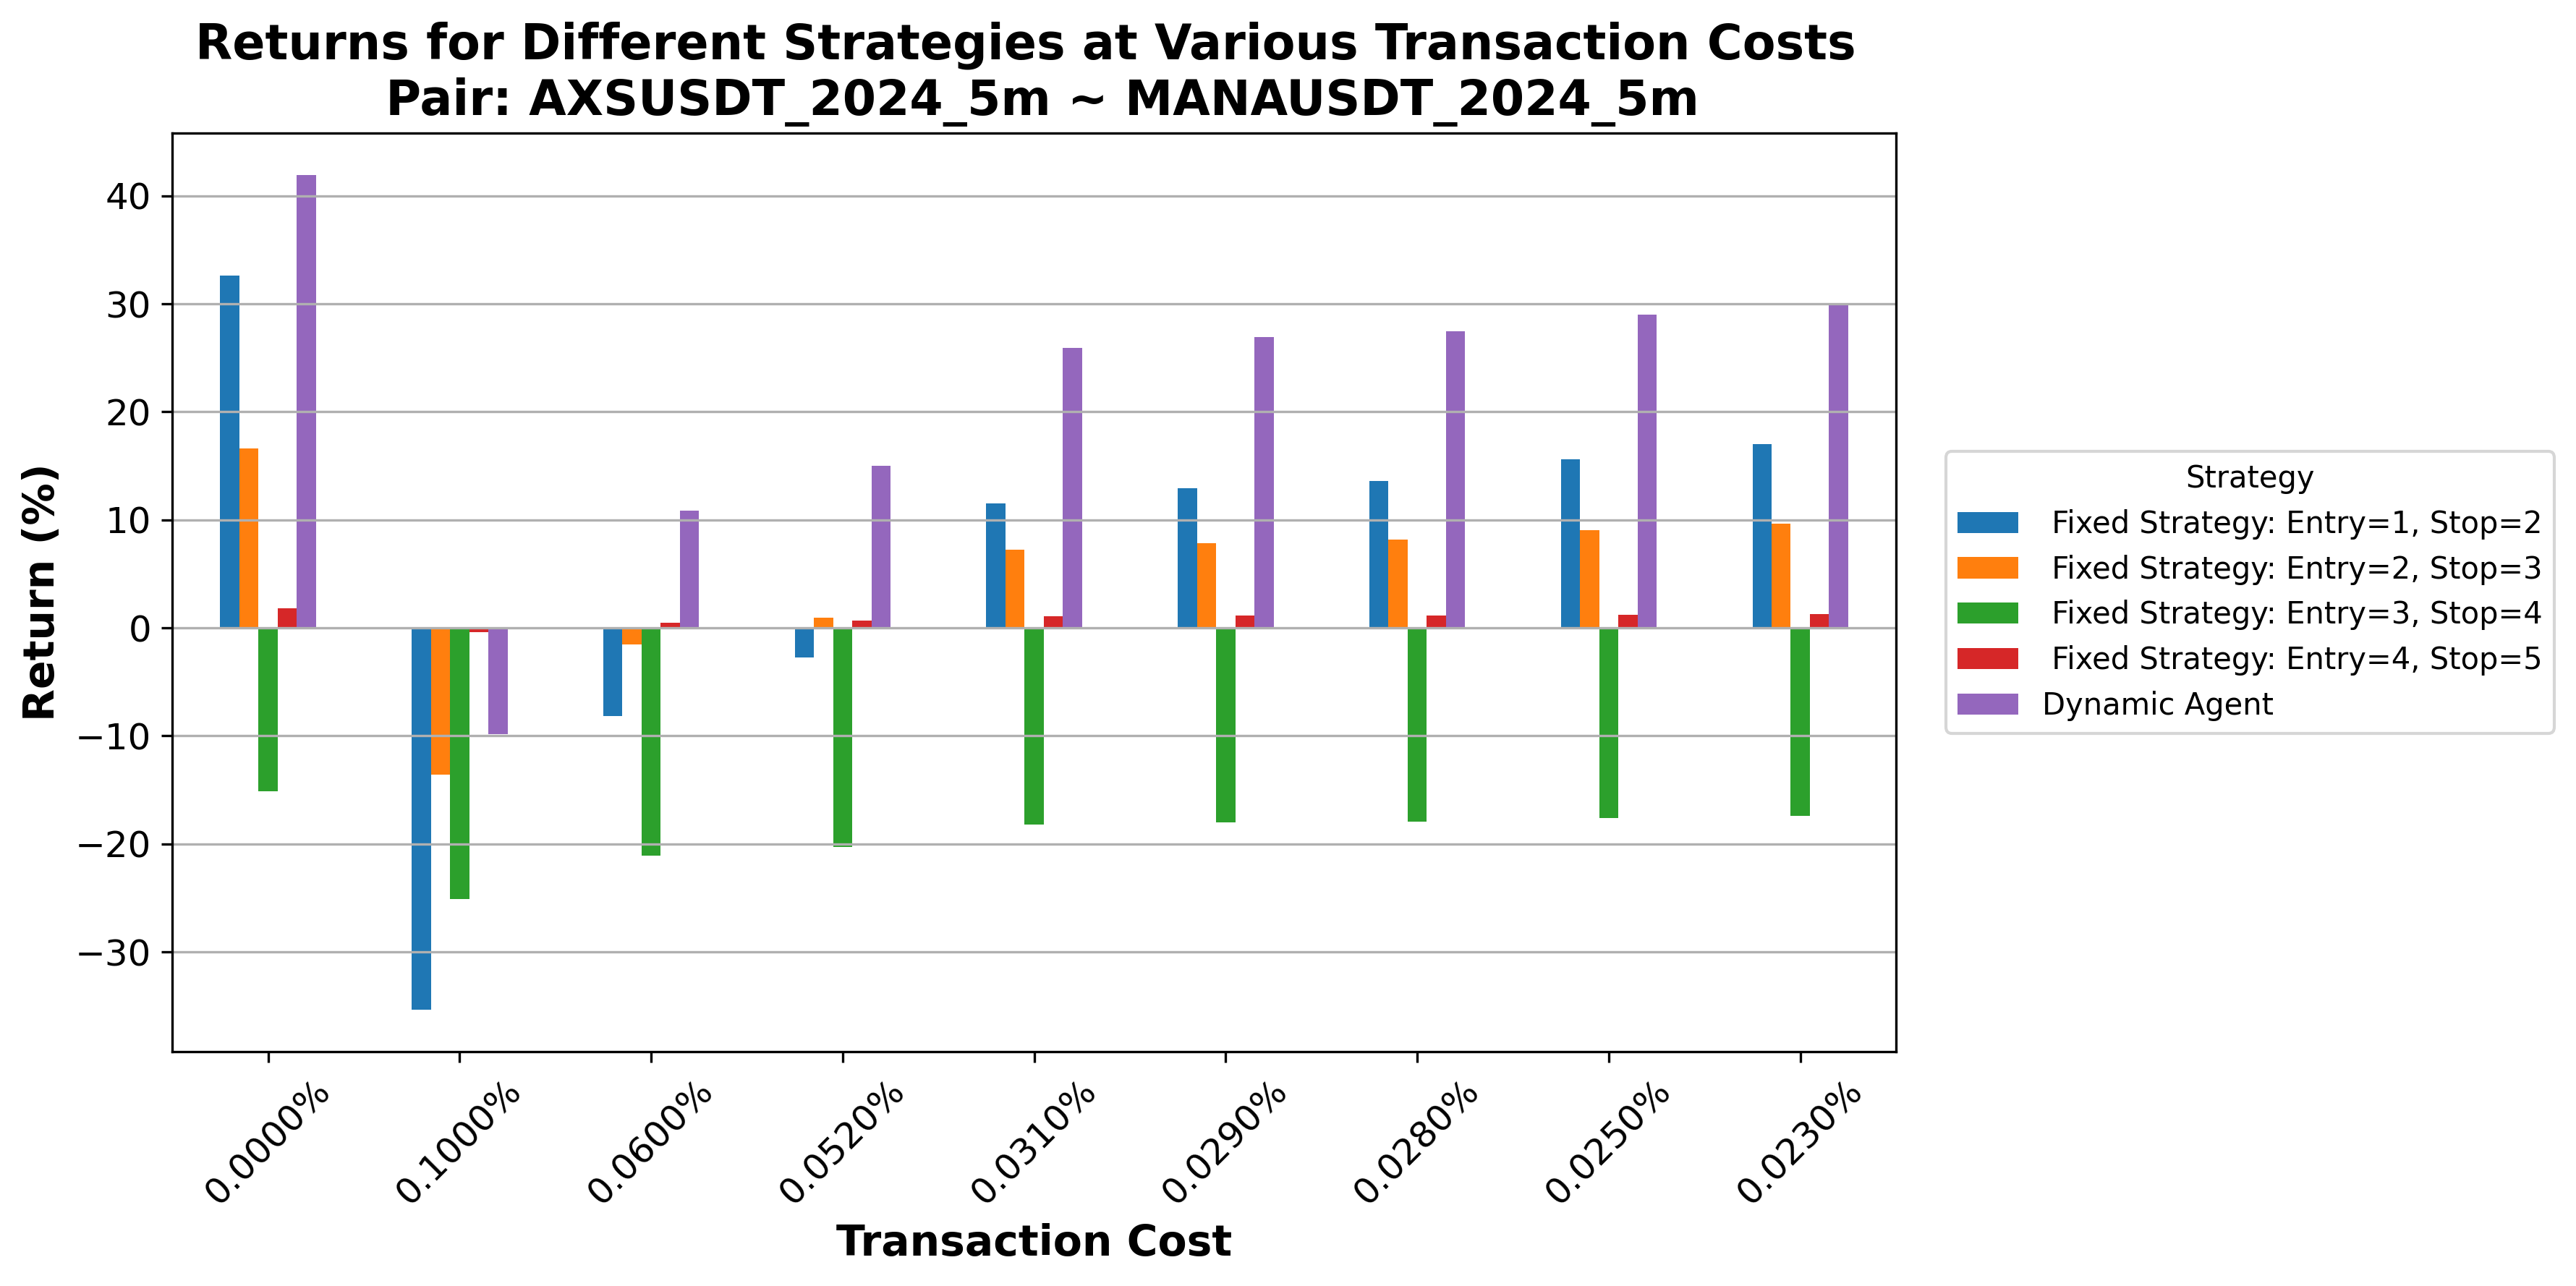 Returns for Different Strategies at Various Transaction Costs
Pair: AXSUSDT_2024_5m ~ MANAUSDT_2024_5m
Return (%)
40
30
20
10
0
−10
−20
−30
0.0000%
0.1000%
0.0600%
0.0520%
0.0310%
0.0290%
0.0280%
0.0250%
0.0230%
Transaction Cost
Strategy
Fixed Strategy: Entry=1, Stop=2
Fixed Strategy: Entry=2, Stop=3
Fixed Strategy: Entry=3, Stop=4
Fixed Strategy: Entry=4, Stop=5
Dynamic Agent